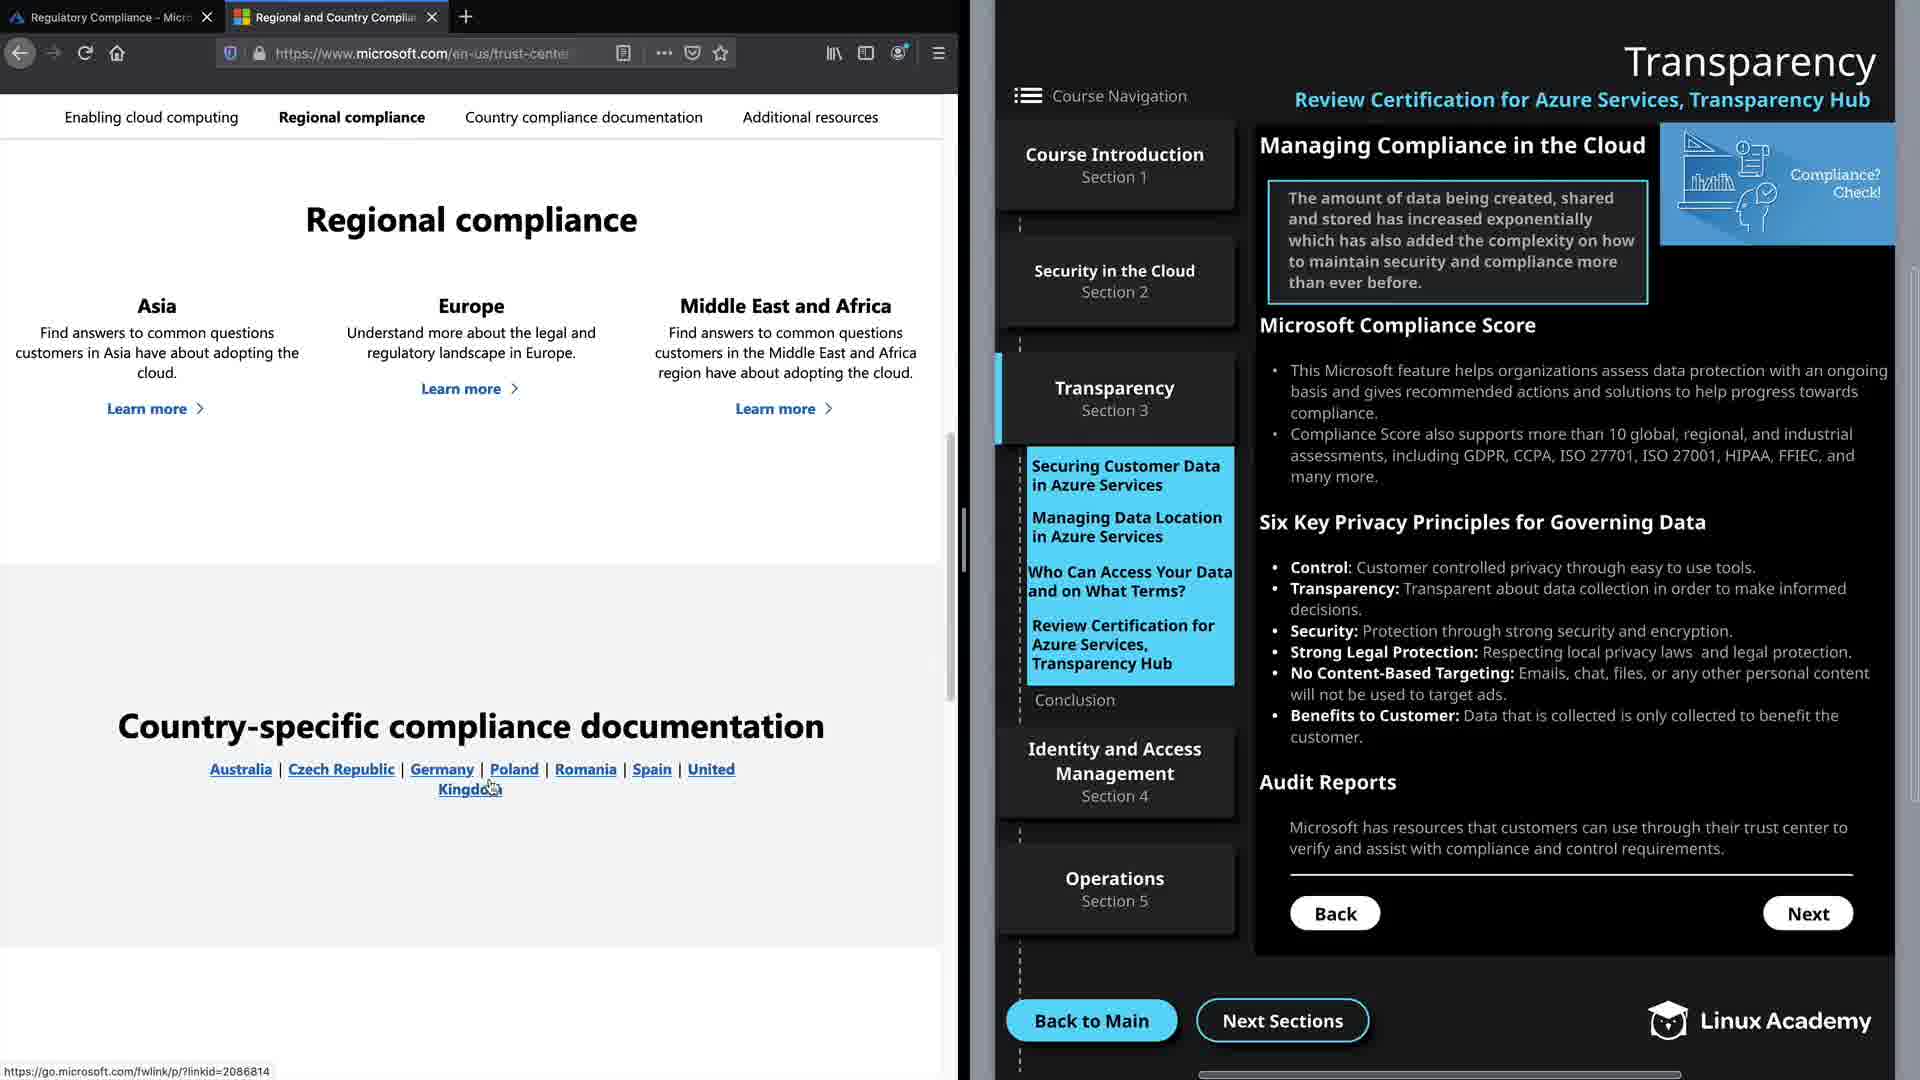 Regulatory Compliance - Micro
Regional and Country Complian
https://www.microsoft.com/en-us/trust-cente
Enabling cloud computing
Regional compliance
Country compliance documentation
Additional resources
Regional compliance
Asia
Find answers to common questions
customers in Asia have about adopting the
cloud.
Learn more
Europe
Understand more about the legal and
regulatory landscape in Europe.
Learn more
Middle East and Africa
Find answers to common questions
customers in the Middle East and Africa
region have about adopting the cloud.
Learn more
Country-specific compliance documentation
Australia | Czech Republic | Germany | Poland | Romania | Spain | United
Kingdom
https://go.microsoft.com/fwlink/p/?linkid=2086814
Transparency
Review Certification for Azure Services, Transparency Hub
Course Navigation
Course Introduction
Section 1
Security in the Cloud
Section 2
Transparency
Section 3
Securing Customer Data
in Azure Services
Managing Data Location
in Azure Services
Who Can Access Your Data
and on What Terms?
Review Certification for
Azure Services,
Transparency Hub
Conclusion
Identity and Access
Management
Section 4
Operations
Section 5
Managing Compliance in the Cloud
Compliance?
Check!
The amount of data being created, shared
and stored has increased exponentially
which has also added the complexity on how
to maintain security and compliance more
than ever before.
Microsoft Compliance Score
• This Microsoft feature helps organizations assess data protection with an ongoing
basis and gives recommended actions and solutions to help progress towards
compliance.
• Compliance Score also supports more than 10 global, regional, and industrial
assessments, including GDPR, CCPA, ISO 27701, ISO 27001, HIPAA, FFIEC, and
many more.
Six Key Privacy Principles for Governing Data
• Control: Customer controlled privacy through easy to use tools.
• Transparency: Transparent about data collection in order to make informed
decisions.
• Security: Protection through strong security and encryption.
• Strong Legal Protection: Respecting local privacy laws and legal protection.
• No Content-Based Targeting: Emails, chat, files, or any other personal content
will not be used to target ads.
• Benefits to Customer: Data that is collected is only collected to benefit the
customer.
Audit Reports
Microsoft has resources that customers can use through their trust center to
verify and assist with compliance and control requirements.
Back
Next
Back to Main
Next Sections
Linux Academy